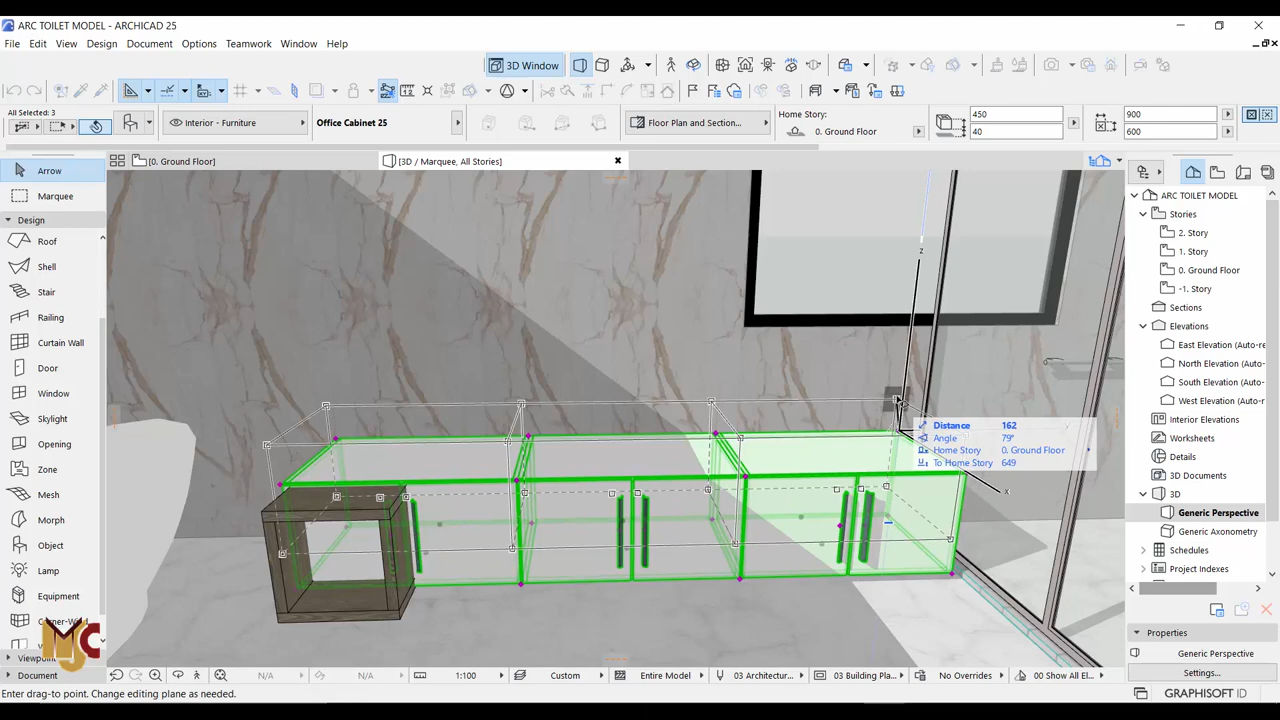 ARC TOILET MODEL - ARCHICAD 25
File Edit View Design Document Options Teamwork Window Help
3D Window
All Selected: 3
Interior - Furniture
Office Cabinet 25
Floor Plan and Section...
Home Story:
0. Ground Floor
450
40
900
600
[0. Ground Floor]
[3D / Marquee, All Stories]
Arrow
Marquee
Design
Roof
Shell
Stair
Railing
Curtain Wall
Door
Window
Skylight
Opening
Zone
Mesh
Morph
Object
Lamp
Equipment
Viewpoi
Document
MJC
z
x
Distance 162
Angle 79°
Home Story 0. Ground Floor
To Home Story 649
ARC TOILET MODEL
Stories
2. Story
1. Story
0. Ground Floor
-1. Story
Sections
Elevations
East Elevation (Auto-re
North Elevation (Auto-r
South Elevation (Auto-r
West Elevation (Auto-r
Interior Elevations
Worksheets
Details
3D Documents
3D
Generic Perspective
Generic Axonometry
Schedules
Project Indexes
Properties
Generic Perspective
Settings...
N/A
N/A
1:100
Custom
Entire Model
03 Architectur...
03 Building Pla...
No Overrides
00 Show All El...
Enter drag-to point. Change editing plane as needed.
GRAPHISOFT ID